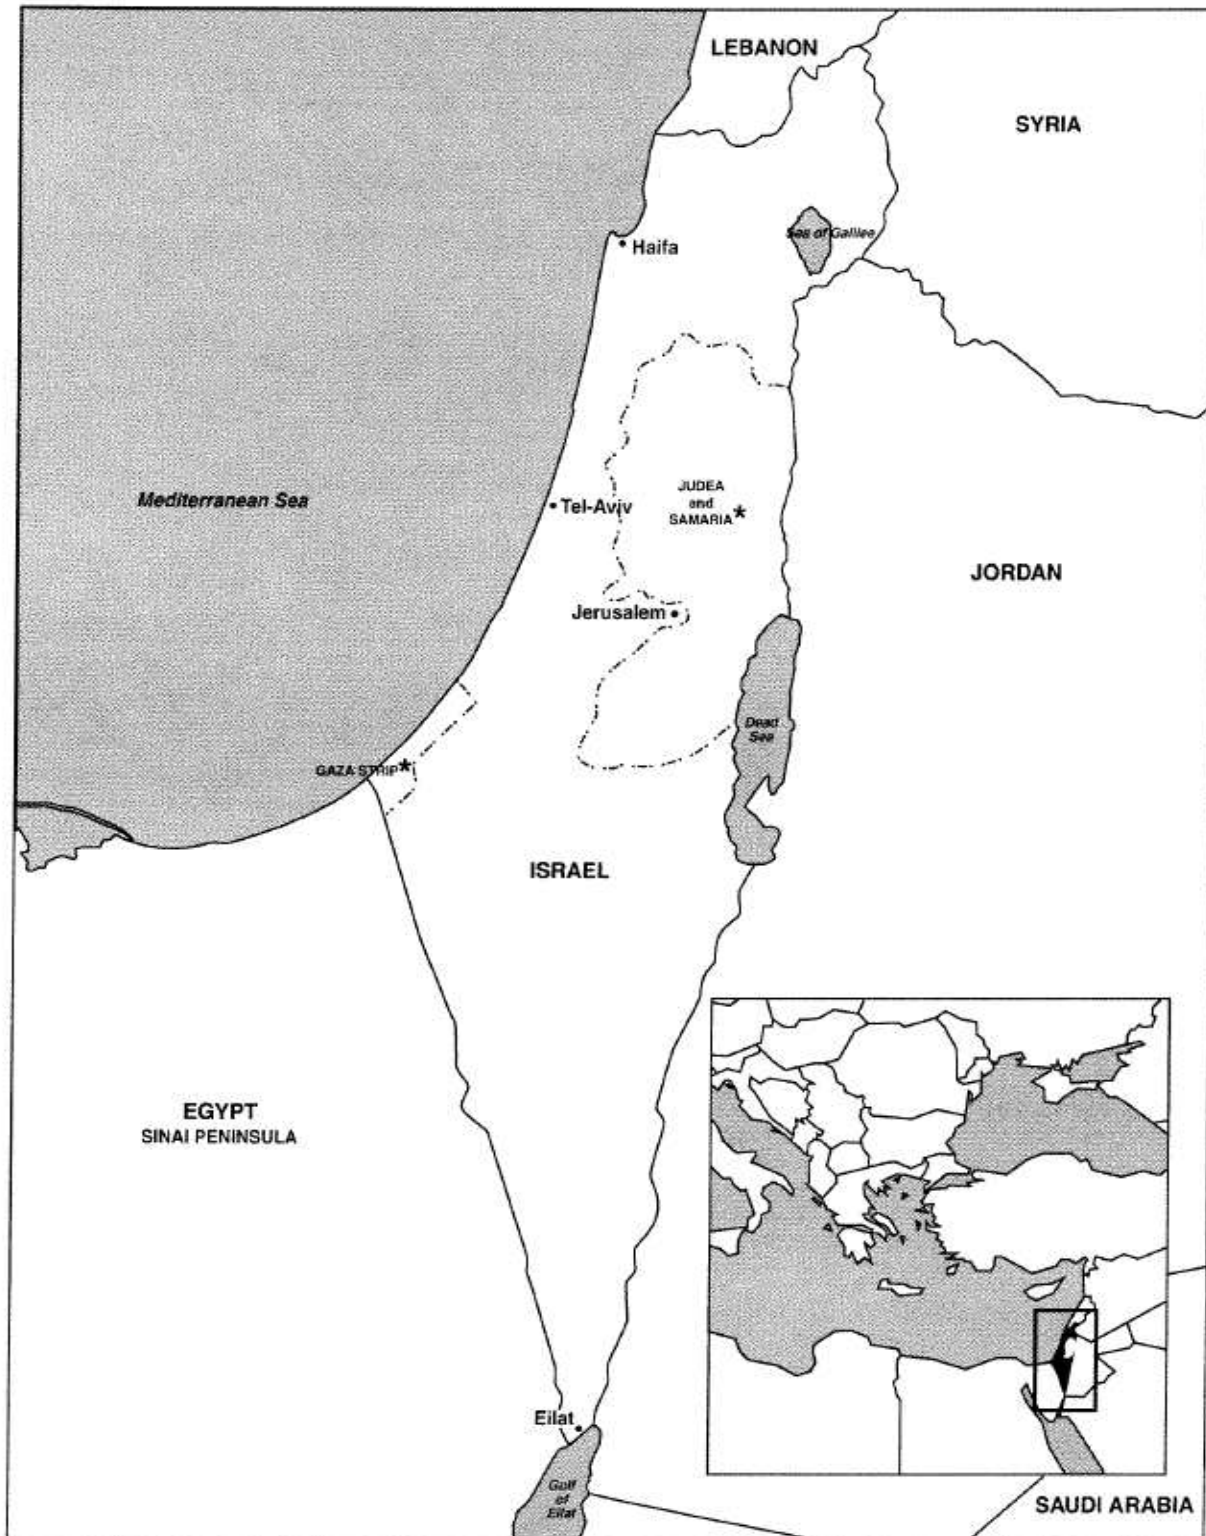 LEBANON
SYRIA
Haifa
Sea of Galilee
Mediterranean Sea
Tel-Aviv
JUDEA
and
SAMARIA *
JORDAN
Jerusalem
Dead
Sea
GAZA STRIP *
ISRAEL
EGYPT
SINAI PENINSULA
Eilat
Gulf
of
Eilat
SAUDI ARABIA